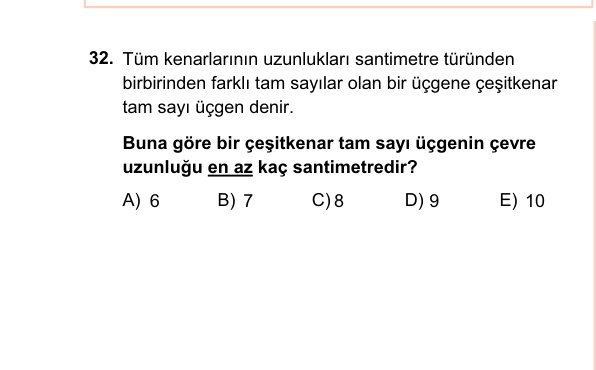 32. Tüm kenarlarının uzunlukları santimetre türünden
birbirinden farklı tam sayılar olan bir üçgene çeşitkenar
tam sayı üçgen denir.
Buna göre bir çeşitkenar tam sayı üçgenin çevre
uzunluğu en az kaç santimetredir?
A) 6 B) 7 C) 8 D) 9 E) 10